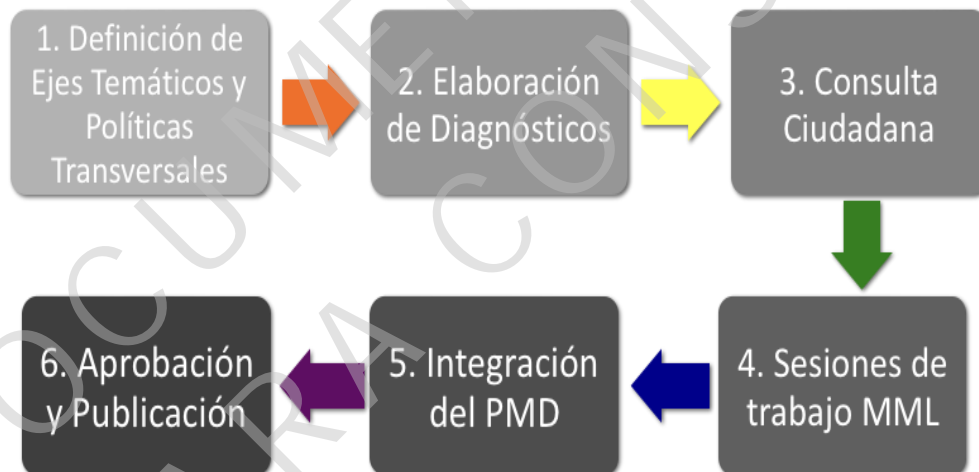 1. Definición de
Ejes Temáticos y
Políticas
Transversales
2. Elaboración
de Diagnósticos
3. Consulta
Ciudadana
4. Sesiones de
trabajo MML
5. Integración
del PMD
6. Aprobación
y Publicación